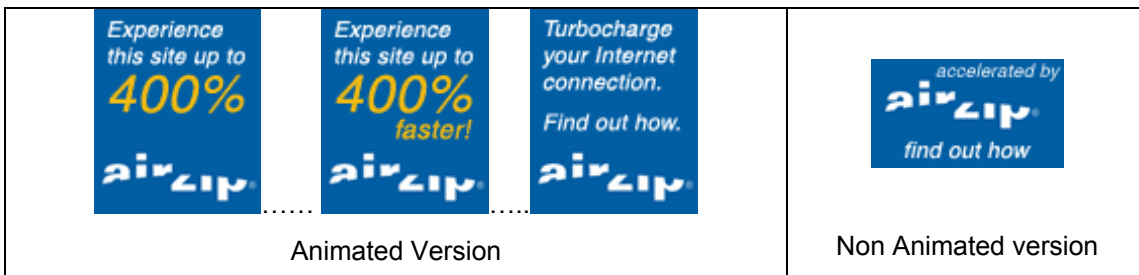 Experience
this site up to
400%
airzip®
……
Experience
this site up to
400%
faster!
airzip®
…..
Turbocharge
your Internet
connection.
Find out how.
airzip®
Animated Version
accelerated by
airzip®
find out how
Non Animated version